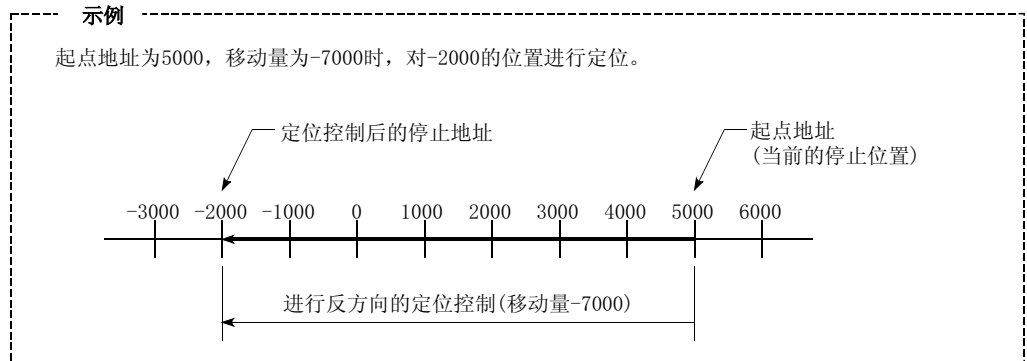 示例
起点地址为5000，移动量为-7000时，对-2000的位置进行定位。
定位控制后的停止地址
起点地址
(当前的停止位置)
-3000 -2000 -1000 0 1000 2000 3000 4000 5000 6000
进行反方向的定位控制(移动量-7000)